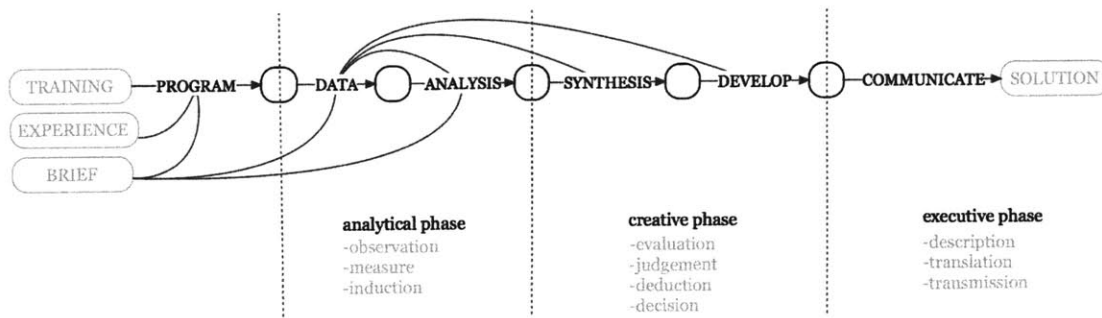 TRAINING
PROGRAM
DATA
ANALYSIS
SYNTHESIS
DEVELOP
COMMUNICATE
SOLUTION
EXPERIENCE
BRIEF
analytical phase
-observation
-measure
-induction
creative phase
-evaluation
-judgement
-deduction
-decision
executive phase
-description
-translation
-transmission